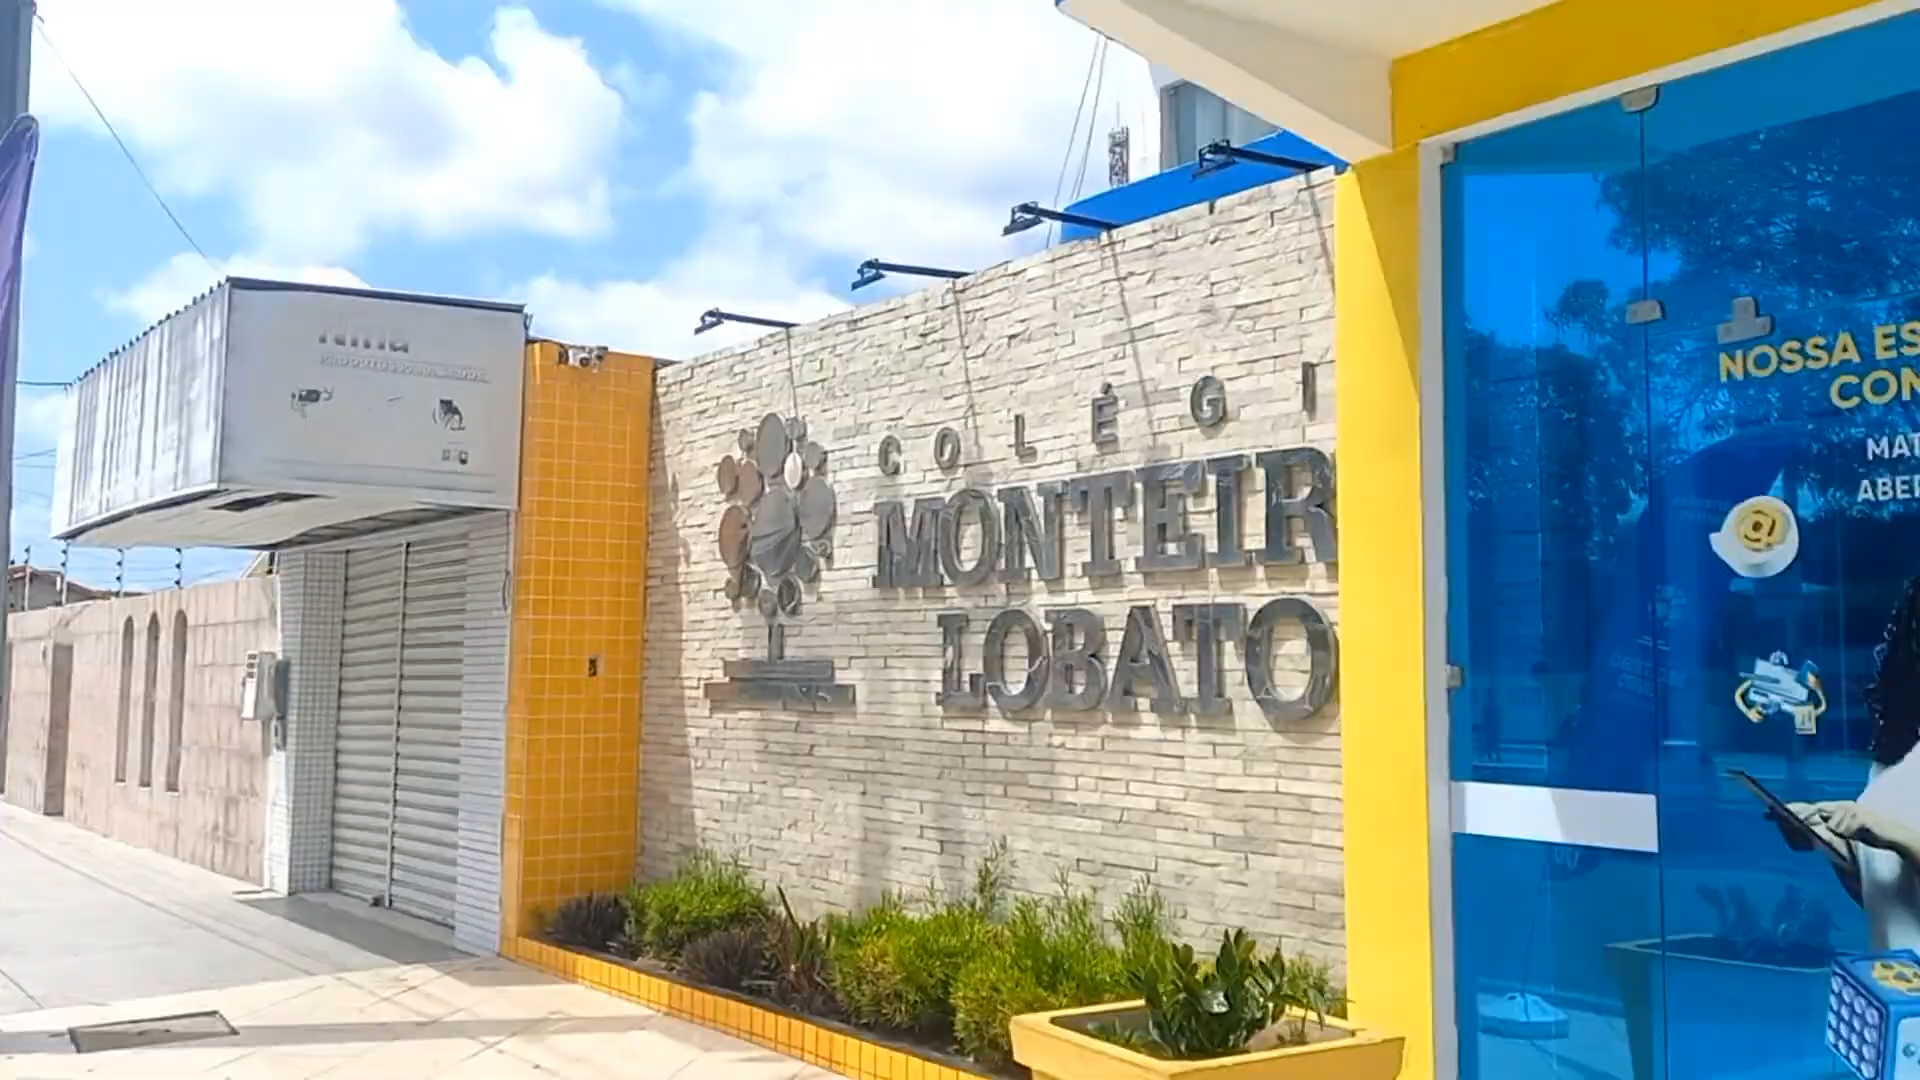 COLÉGI
MONTEIR
LOBATO
NOSSA ES
CON
MAT
ABER